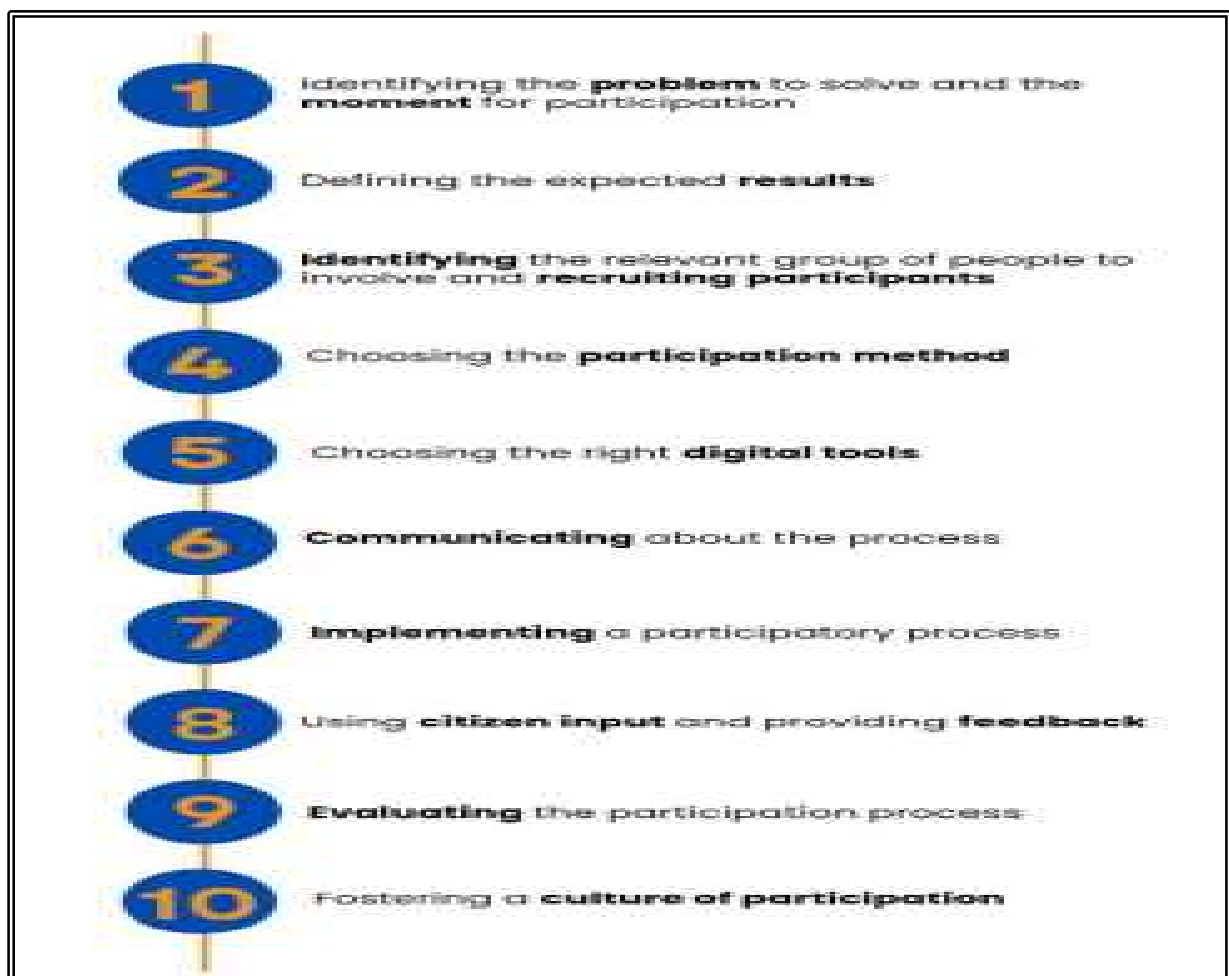 1
Identifying the problem to solve and the
moment for participation
2
Defining the expected results
3
Identifying the relevant group of people to
involve and recruiting participants
4
Choosing the participation method
5
Choosing the right digital tools
6
Communicating about the process
7
Implementing a participatory process
8
Using citizen input and providing feedback
9
Evaluating the participation process
10
Fostering a culture of participation